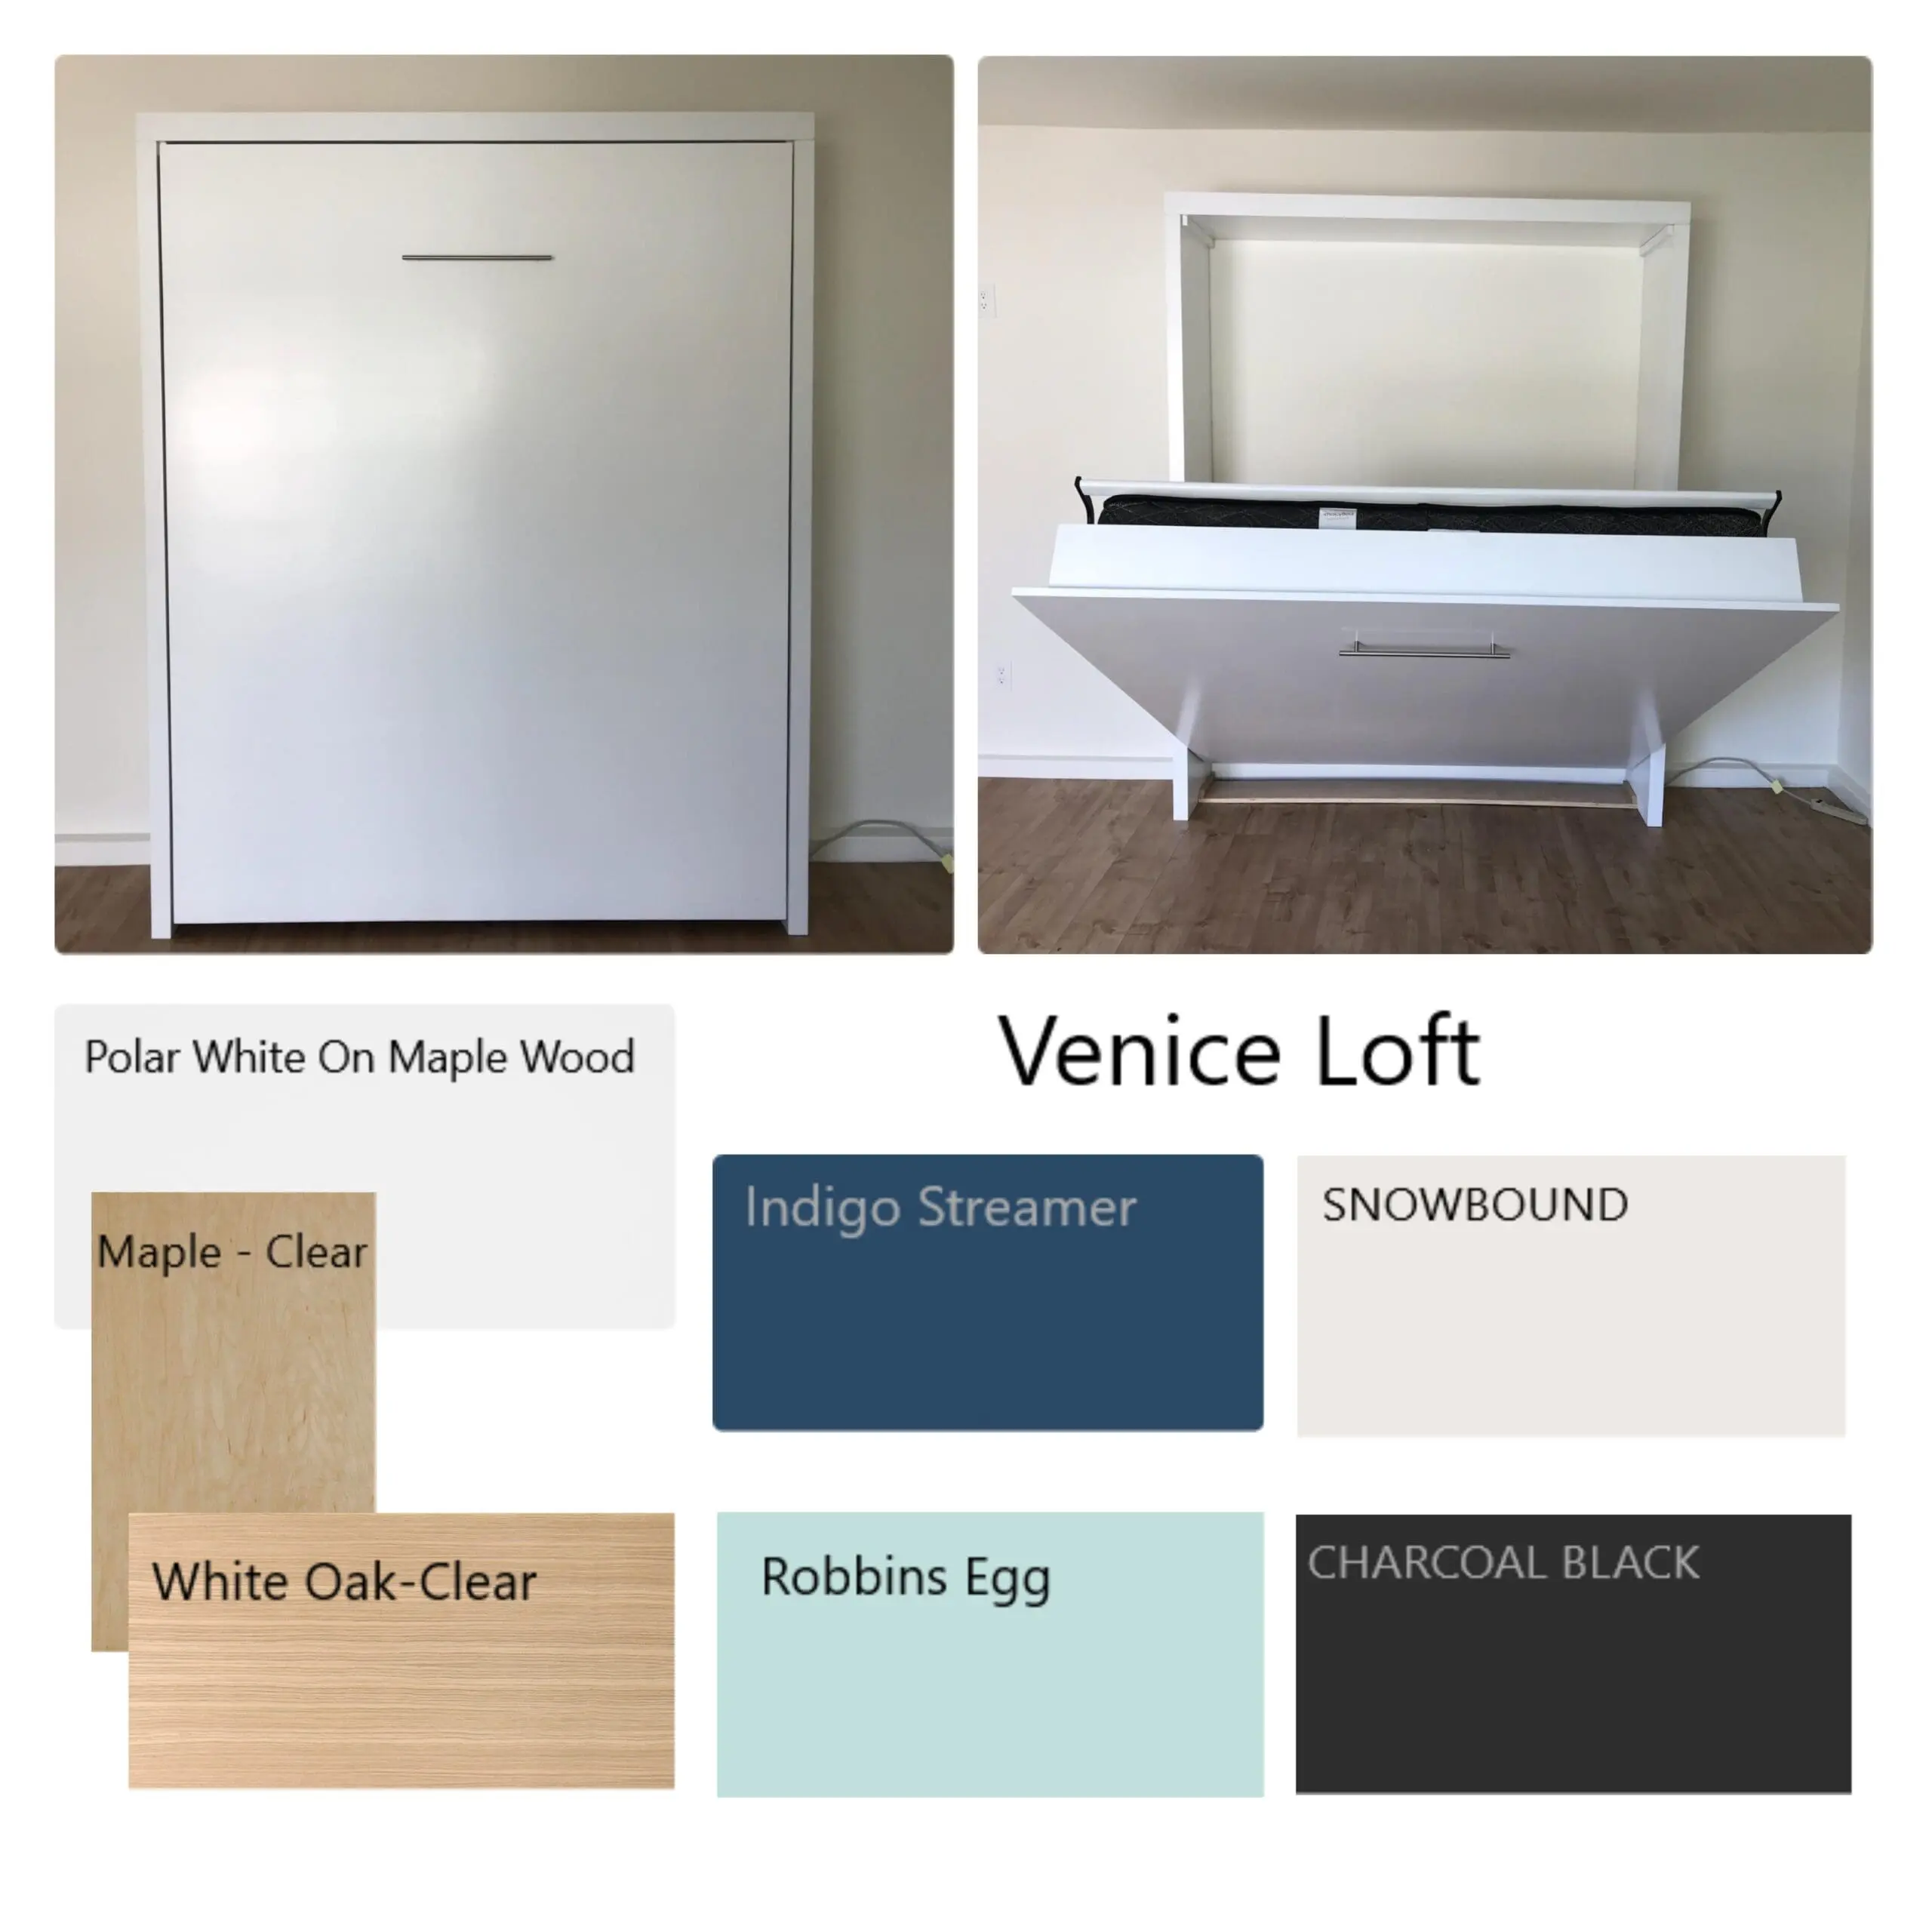 Polar White On Maple Wood
Venice Loft
Maple - Clear
Indigo Streamer
SNOWBOUND
White Oak-Clear
Robbins Egg
CHARCOAL BLACK